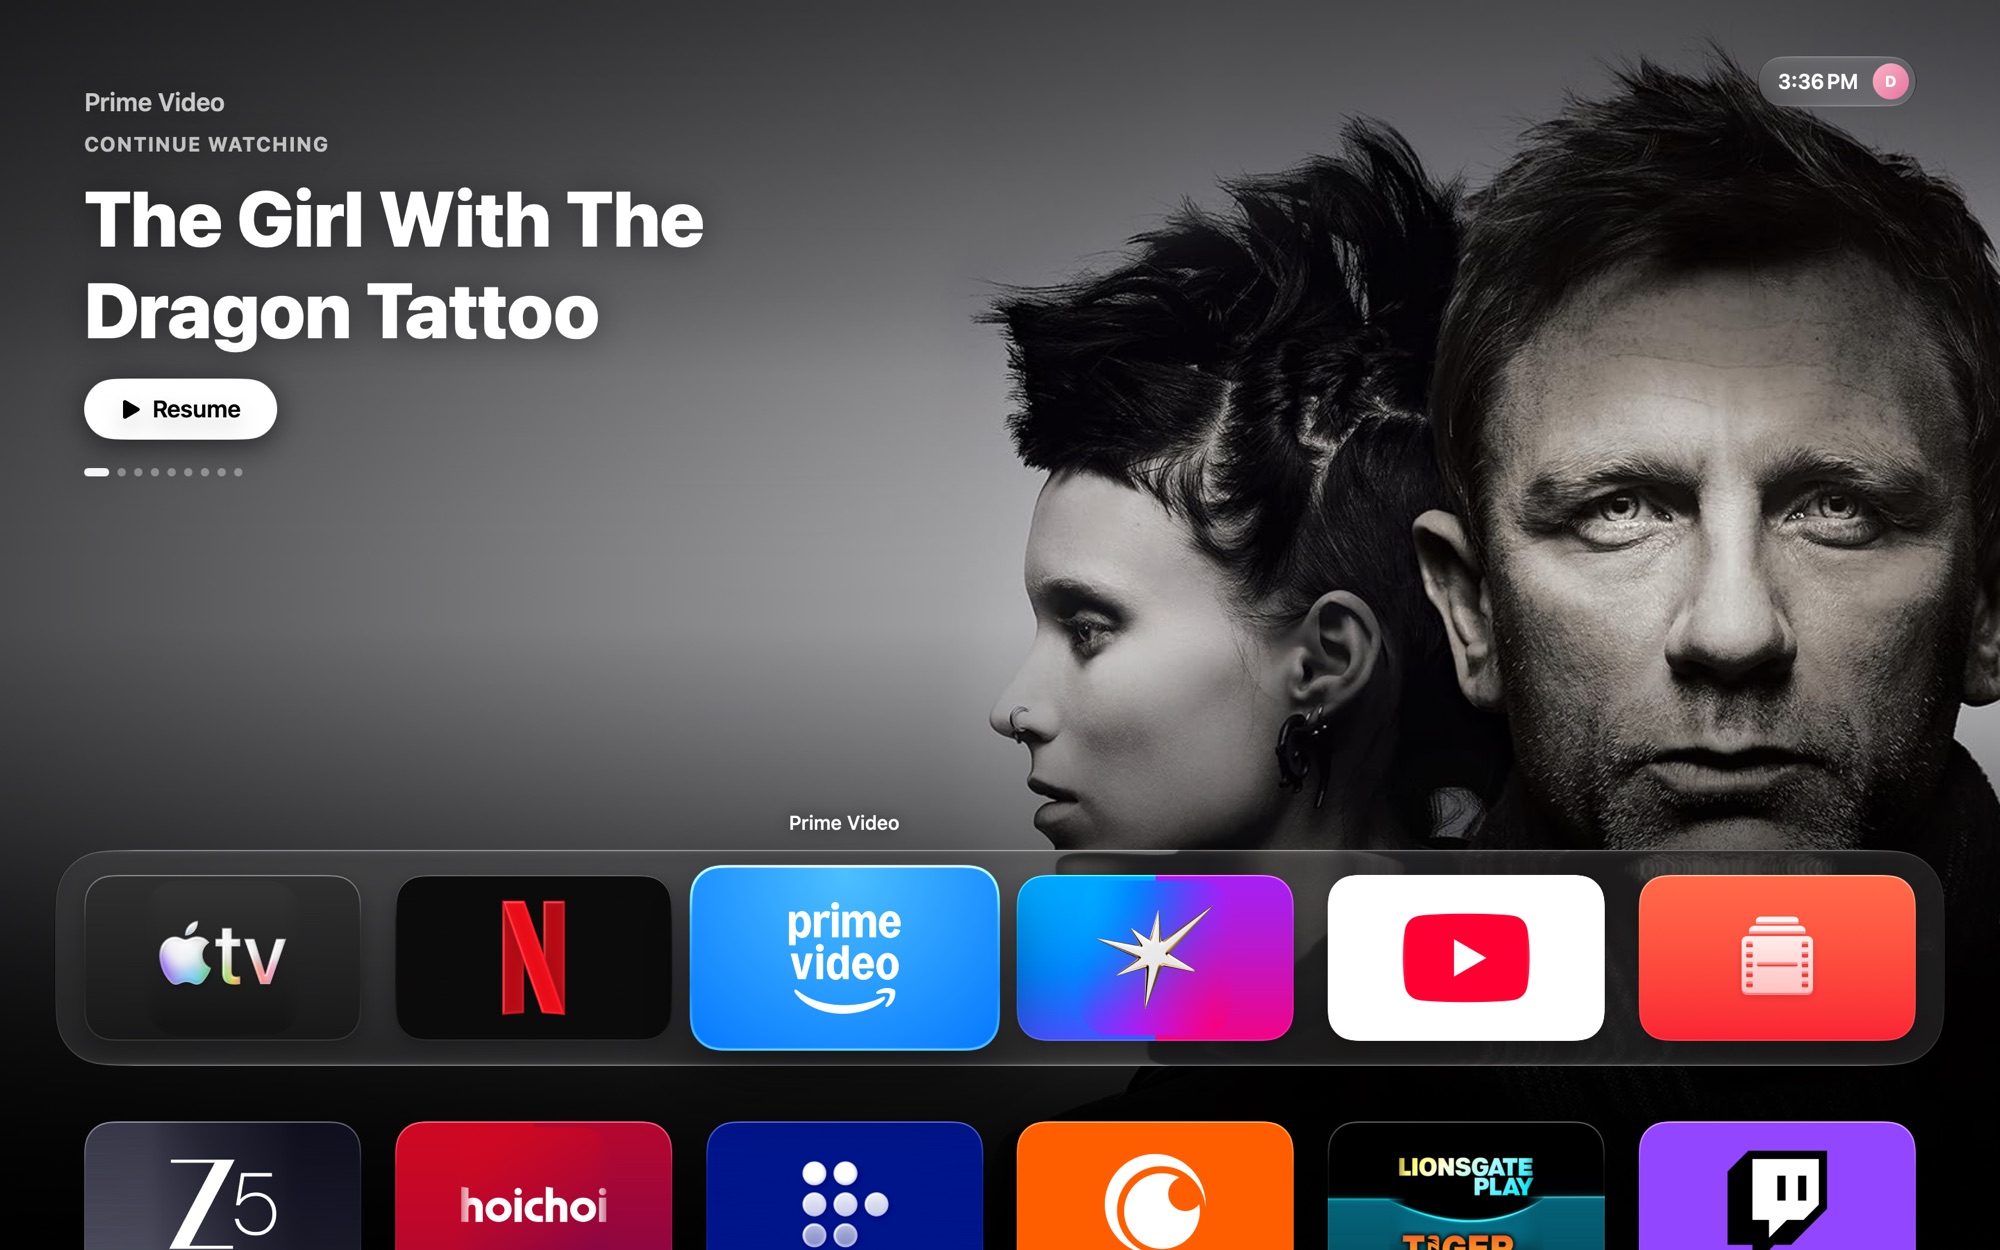 3:36 PM
D
Prime Video
CONTINUE WATCHING
The Girl With The
Dragon Tattoo
Resume
Prime Video
tv
N
prime
video
Z5
hoichoi
LIONSGATE
PLAY
TIGER